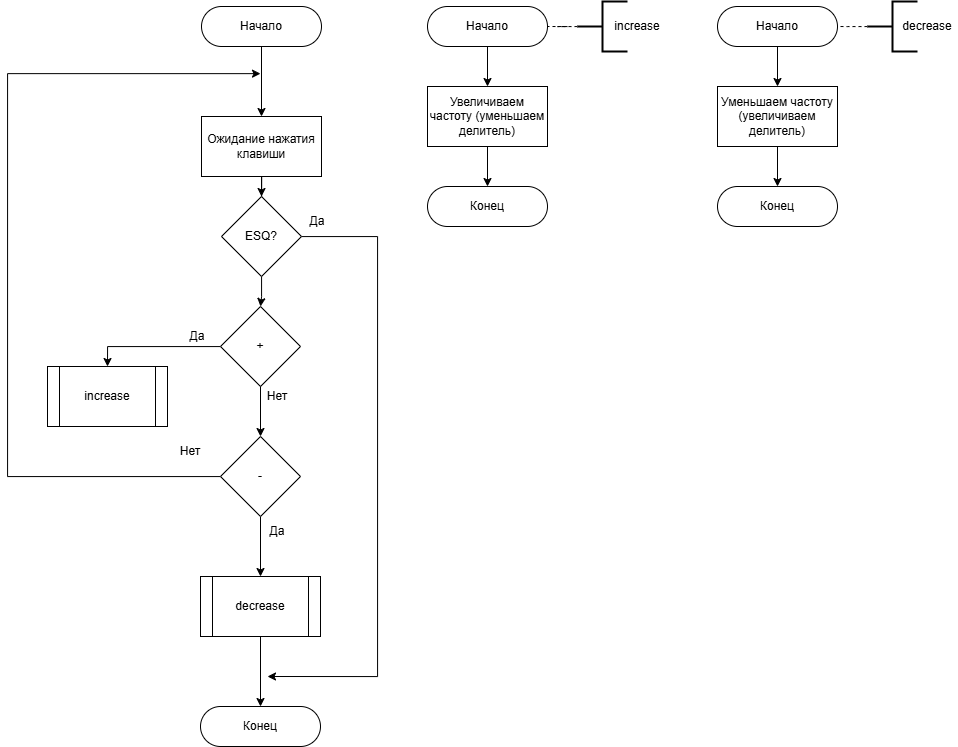 Начало
Ожидание нажатия
клавиши
ESQ?
Да
+
Да
increase
Нет
-
Нет
Да
decrease
Конец
Начало
increase
Увеличиваем
частоту (уменьшаем
делитель)
Конец
Начало
decrease
Уменьшаем частоту
(увеличиваем
делитель)
Конец